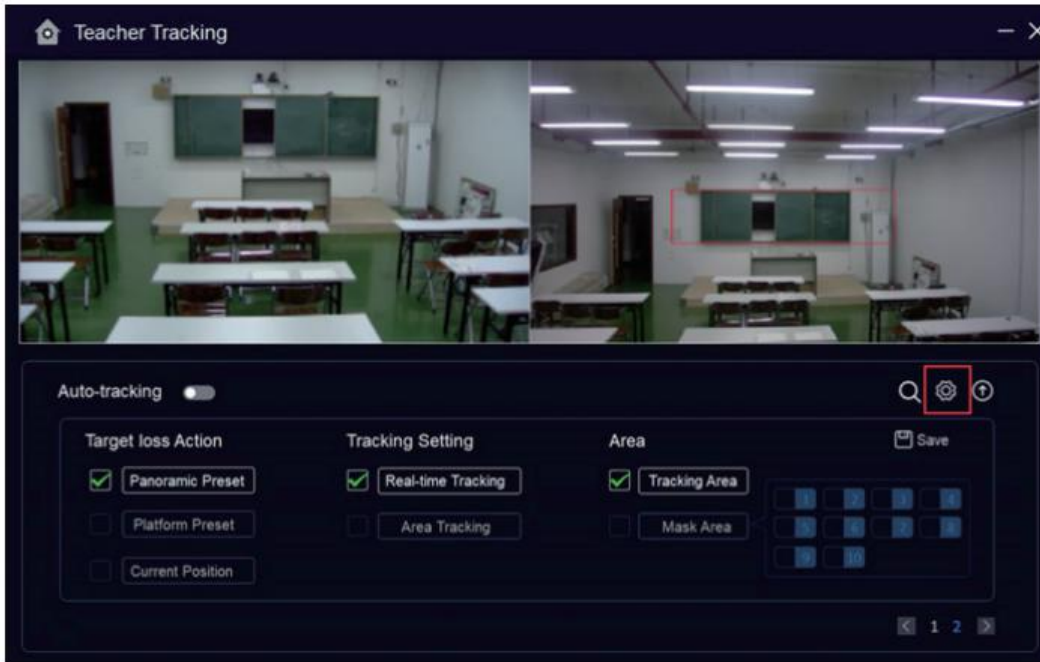 Teacher Tracking
Auto-tracking
Target loss Action Tracking Setting Area Save
Panoramic Preset Real-time Tracking Tracking Area
1 2 3 4
Platform Preset Area Tracking Mask Area
5 6 7 8
9 10
Current Position
1 2